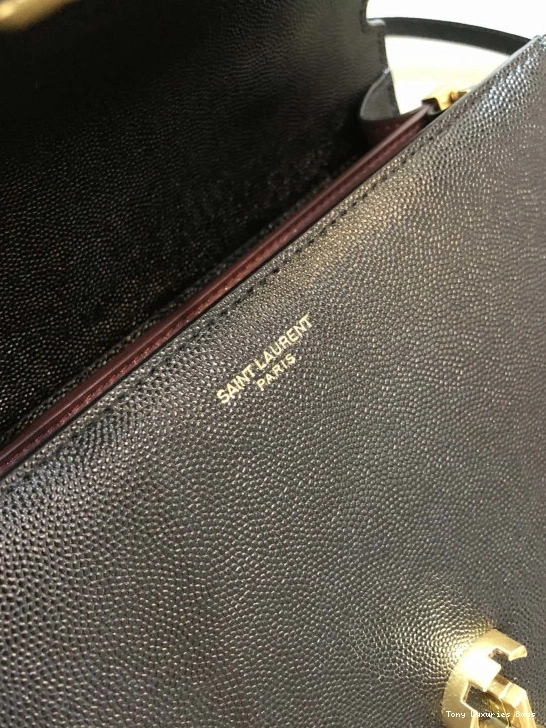 SAINT LAURENT
PARIS
Tony Luxuries Bags